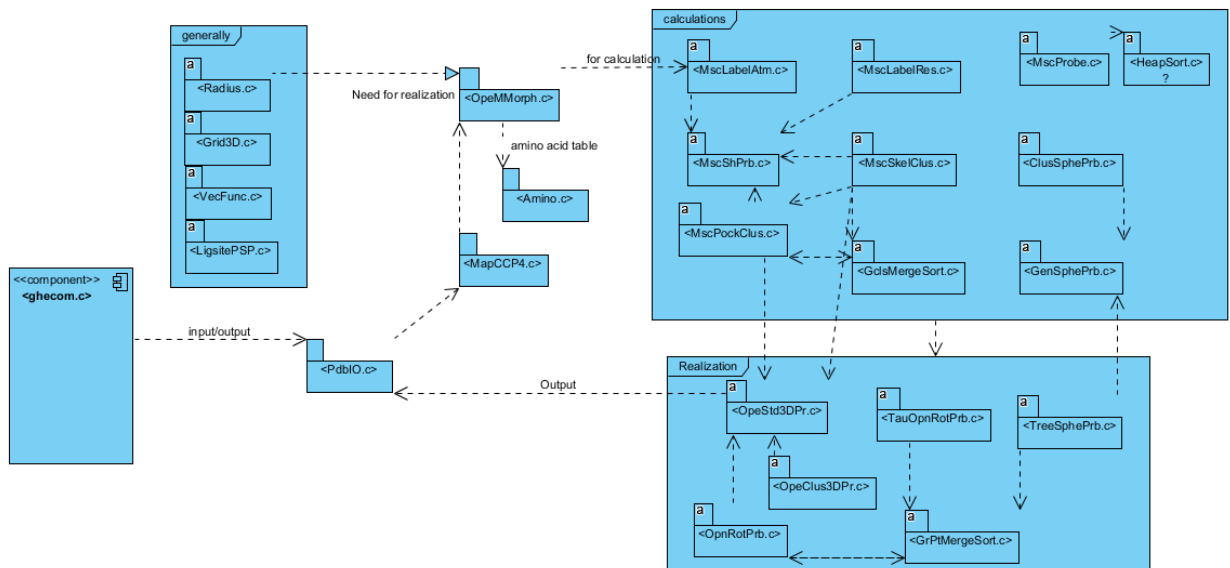 generally
a
<Radius.c>
a
<Grid3D.c>
a
<VecFunc.c>
a
<LigsitePSP.c>
<<component>>
<ghecom.c>
input/output
<PdbIO.c>
Need for realization
<OpeMMorph.c>
amino acid table
<Amino.c>
<MapCCP4.c>
for calculation
Output
calculations
a
<MscLabelAtm.c>
a
<MscLabelRes.c>
a
<MscProbe.c>
a
<HeapSort.c>
?
a
<MscShPrb.c>
a
<MscSkelClus.c>
a
<ClusSphePrb.c>
a
<MscPockClus.c>
a
<GclsMergeSort.c>
a
<GenSphePrb.c>
Realization
a
<OpeStd3DPr.c>
a
<TauOpnRotPrb.c>
a
<TreeSphePrb.c>
a
<OpeClus3DPr.c>
a
<OpnRotPrb.c>
a
<GrPtMergeSort.c>